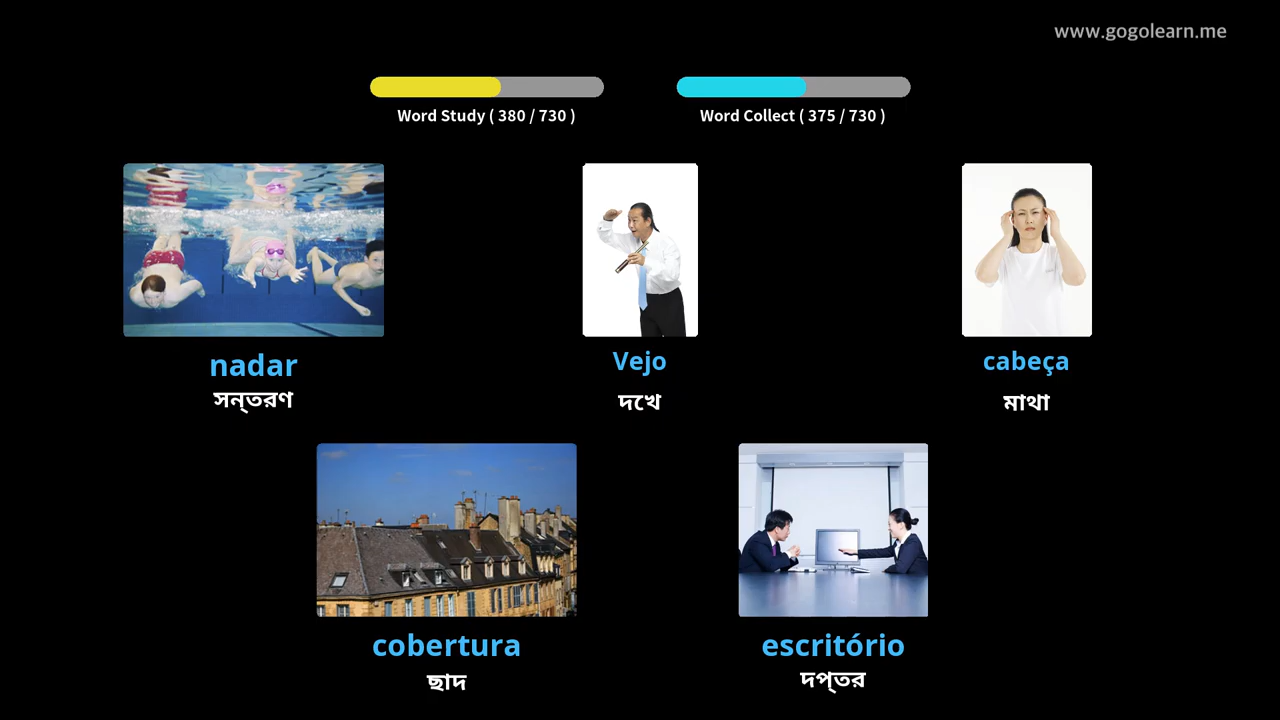 www.gogolearn.me
Word Study ( 380 / 730 )
Word Collect ( 375 / 730 )
nadar
সন্তরণ
Vejo
দখে
cabeça
মাথা
cobertura
ছাদ
escritório
দপ্তর